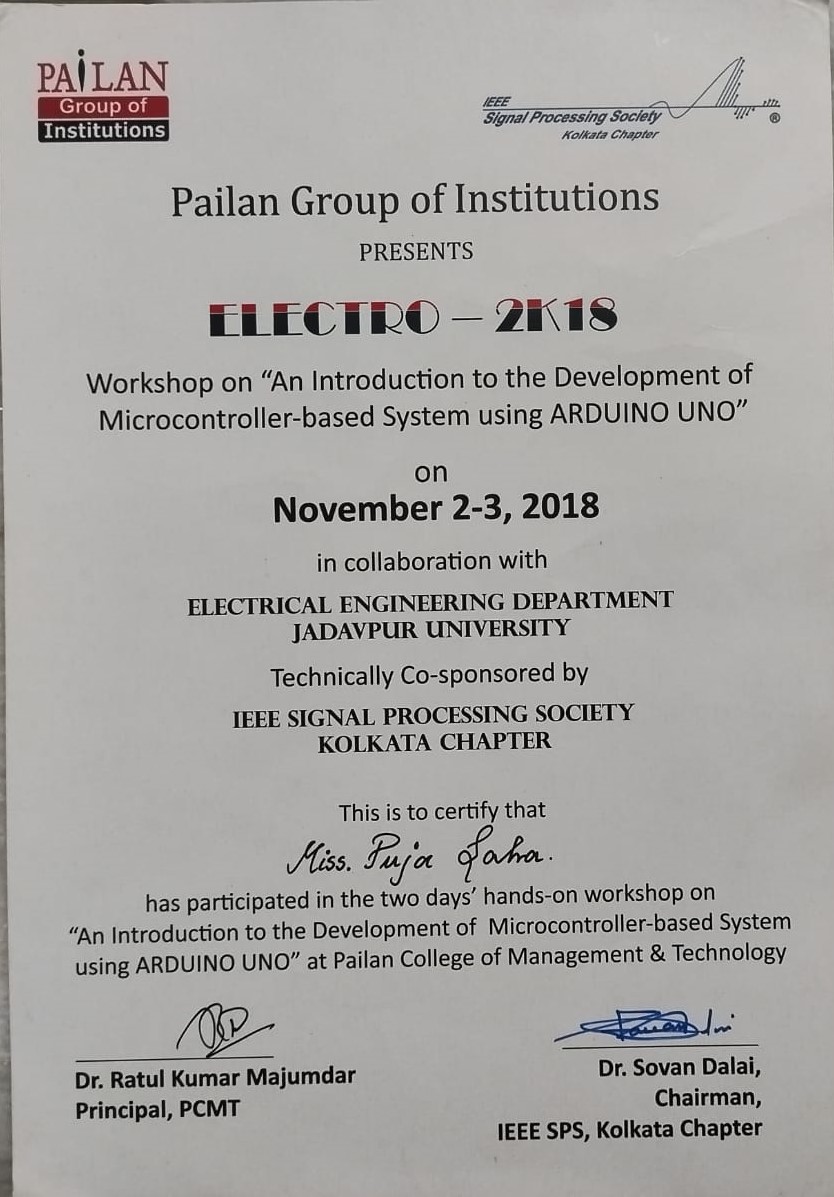 PAiLAN
Group of
Institutions
IEEE
Signal Processing Society
Kolkata Chapter
®
Pailan Group of Institutions
PRESENTS
ELECTRO – 2K18
Workshop on “An Introduction to the Development of
Microcontroller-based System using ARDUINO UNO”
on
November 2-3, 2018
in collaboration with
ELECTRICAL ENGINEERING DEPARTMENT
JADAVPUR UNIVERSITY
Technically Co-sponsored by
IEEE SIGNAL PROCESSING SOCIETY
KOLKATA CHAPTER
This is to certify that
Miss. Puja Saha.
has participated in the two days’ hands-on workshop on
“An Introduction to the Development of Microcontroller-based System
using ARDUINO UNO” at Pailan College of Management & Technology
Dr. Ratul Kumar Majumdar
Principal, PCMT
Dr. Sovan Dalai,
Chairman,
IEEE SPS, Kolkata Chapter